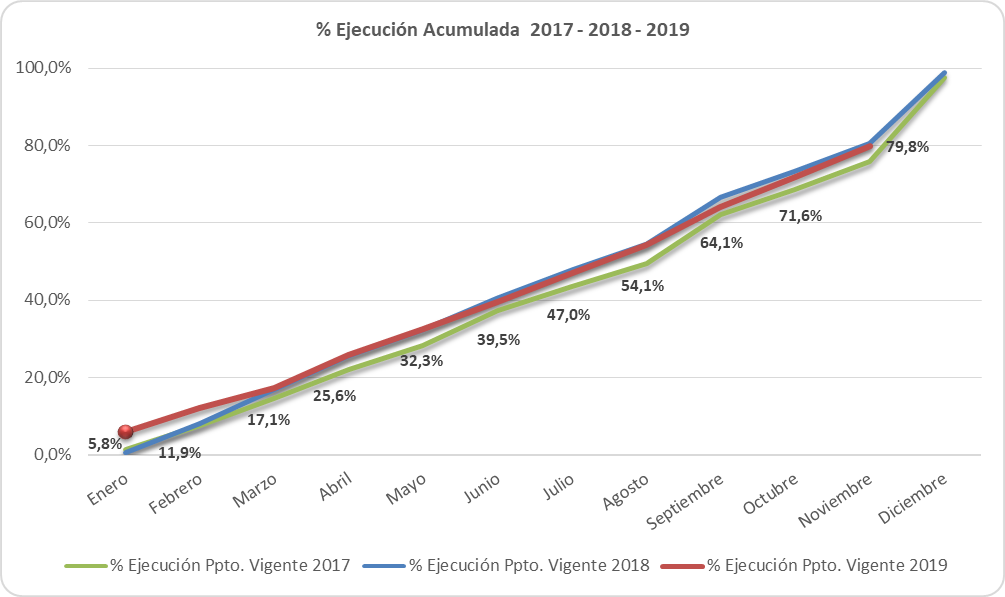 % Ejecución Acumulada 2017 - 2018 - 2019
100,0%
80,0%
60,0%
40,0%
20,0%
0,0%
79,8%
71,6%
64,1%
54,1%
47,0%
39,5%
32,3%
25,6%
17,1%
11,9%
5,8%
Enero
Febrero
Marzo
Abril
Mayo
Junio
Julio
Agosto
Septiembre
Octubre
Noviembre
Diciembre
% Ejecución Ppto. Vigente 2017
% Ejecución Ppto. Vigente 2018
% Ejecución Ppto. Vigente 2019